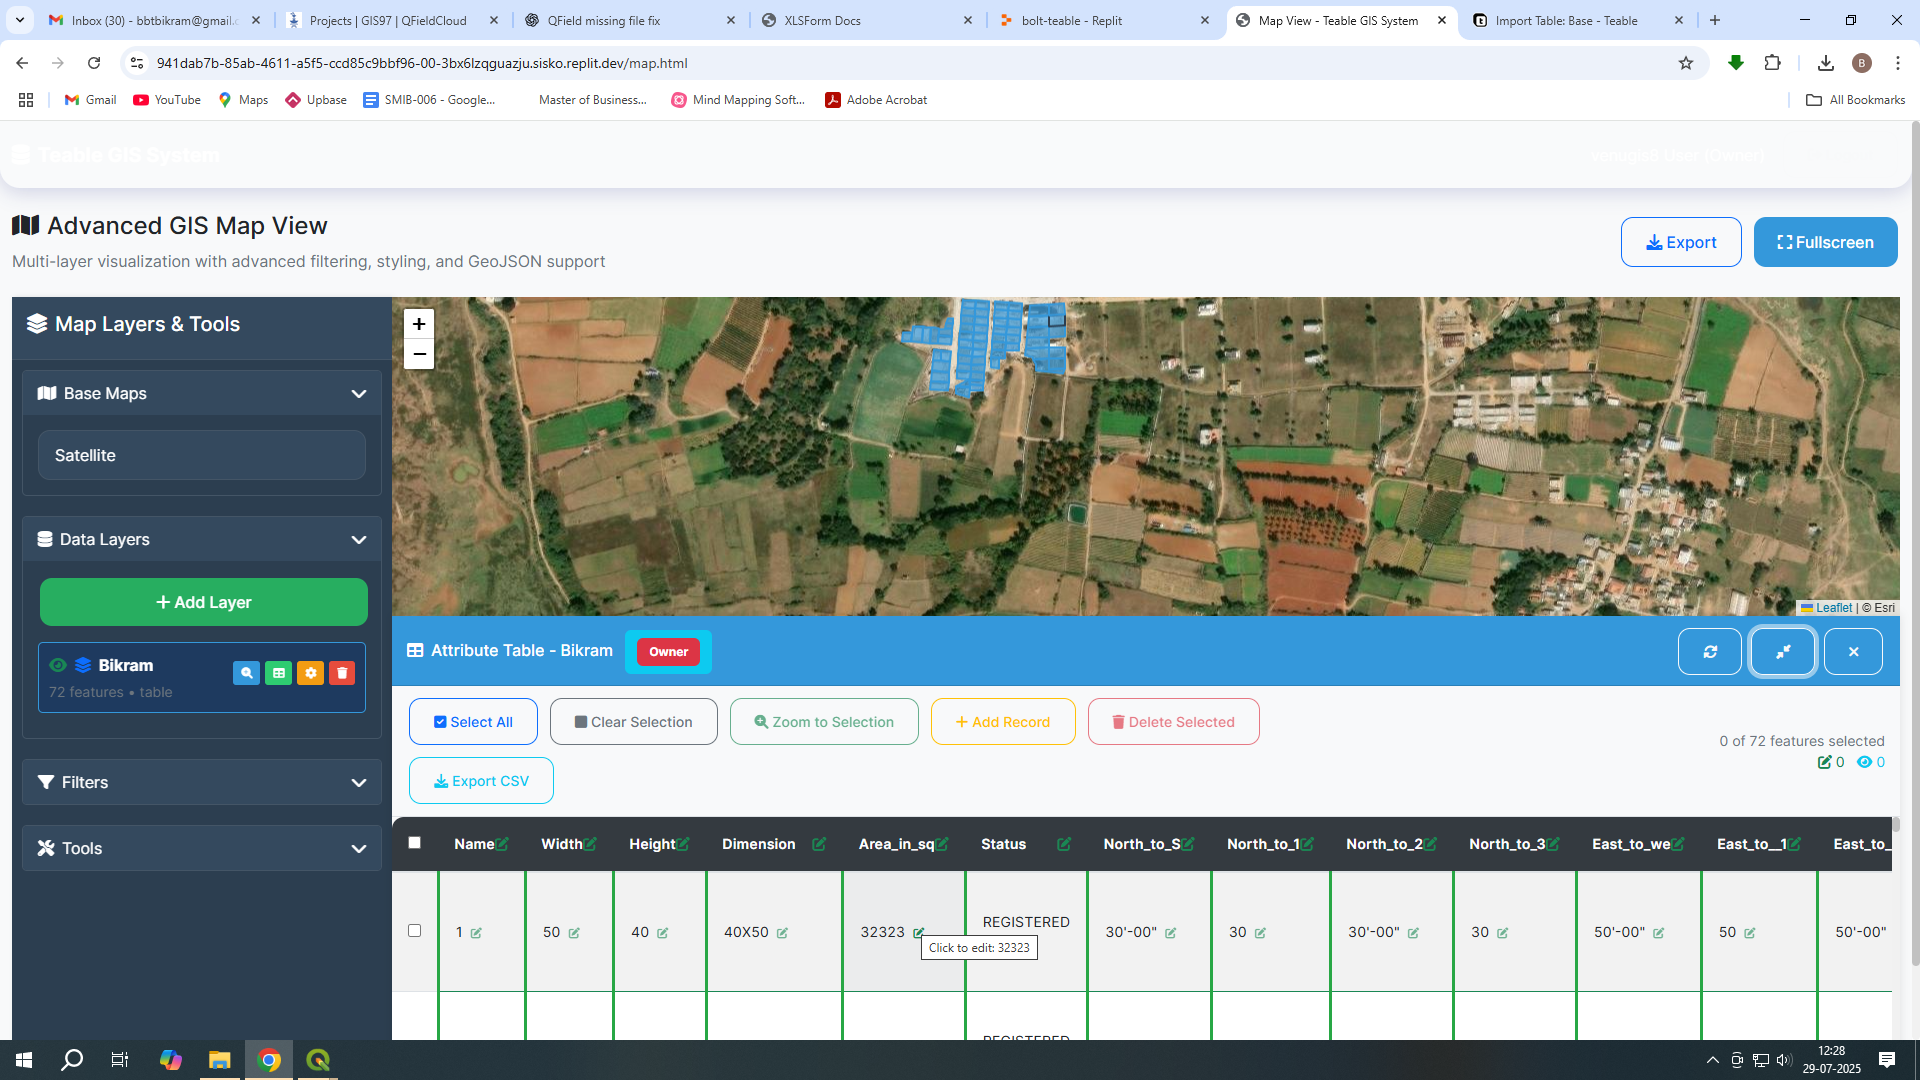 Inbox (30) - bbtbikram@gmail.c
Projects | GIS97 | QFieldCloud
QField missing file fix
XLSForm Docs
bolt-teable - Replit
Map View - Teable GIS System
Import Table: Base - Teable
941dab7b-85ab-4611-a5f5-ccd85c9bbf96-00-3bx6lzqguazju.sisko.replit.dev/map.html
B
Gmail
YouTube
Maps
Upbase
SMIB-006 - Google...
Master of Business...
Mind Mapping Soft...
Adobe Acrobat
All Bookmarks
Teable GIS System
Advanced GIS Map View
Multi-layer visualization with advanced filtering, styling, and GeoJSON support
Export
Fullscreen
Map Layers & Tools
Base Maps
Satellite
Data Layers
+ Add Layer
Bikram
72 features • table
Filters
Tools
+
−
Leaflet | © Esri
Attribute Table - Bikram
Owner
Select All
Clear Selection
Zoom to Selection
+ Add Record
Delete Selected
Export CSV
0 of 72 features selected
0 0
Name Width Height Dimension Area_in_sq Status North_to_S North_to_1 North_to_2 North_to_3 East_to_we East_to__1 East_to_
1 50 40 40X50 32323 REGISTERED 30'-00" 30 30'-00" 30 50'-00" 50 50'-00"
Click to edit: 32323
REGISTERED
12:28
29-07-2025